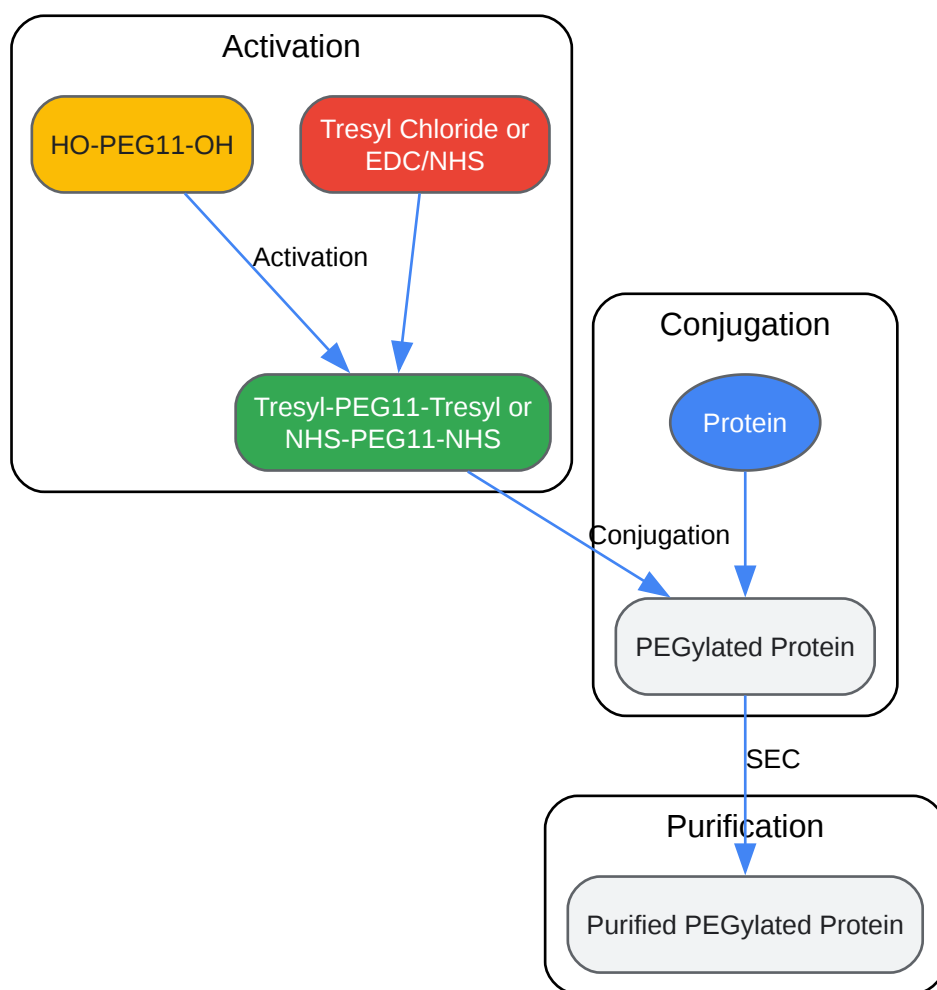 Activation
HO-PEG11-OH
Tresyl Chloride or
EDC/NHS
Activation
Tresyl-PEG11-Tresyl or
NHS-PEG11-NHS
Conjugation
Protein
Conjugation
PEGylated Protein
SEC
Purification
Purified PEGylated Protein